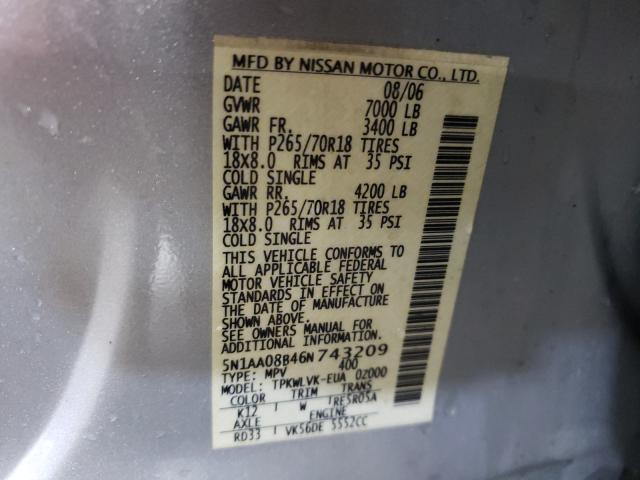 MFD BY NISSAN MOTOR CO., LTD.
DATE 08/06
GVWR 7000 LB
GAWR FR. 3400 LB
WITH P265/70R18 TIRES
18x8.0 RIMS AT 35 PSI
COLD SINGLE
GAWR RR. 4200 LB
WITH P265/70R18 TIRES
18x8.0 RIMS AT 35 PSI
COLD SINGLE
THIS VEHICLE CONFORMS TO
ALL APPLICABLE FEDERAL
MOTOR VEHICLE SAFETY
STANDARDS IN EFFECT ON
THE DATE OF MANUFACTURE
SHOWN ABOVE.
SEE OWNERS MANUAL FOR
ADDITIONAL INFORMATION.
5N1AA08B46N743209
TYPE: MPV 400
MODEL: TPKWLVK-EUA 02000
COLOR TRIM TRANS
K12 W RE5R05A
AXLE ENGINE
RD33 VK56DE 5552CC